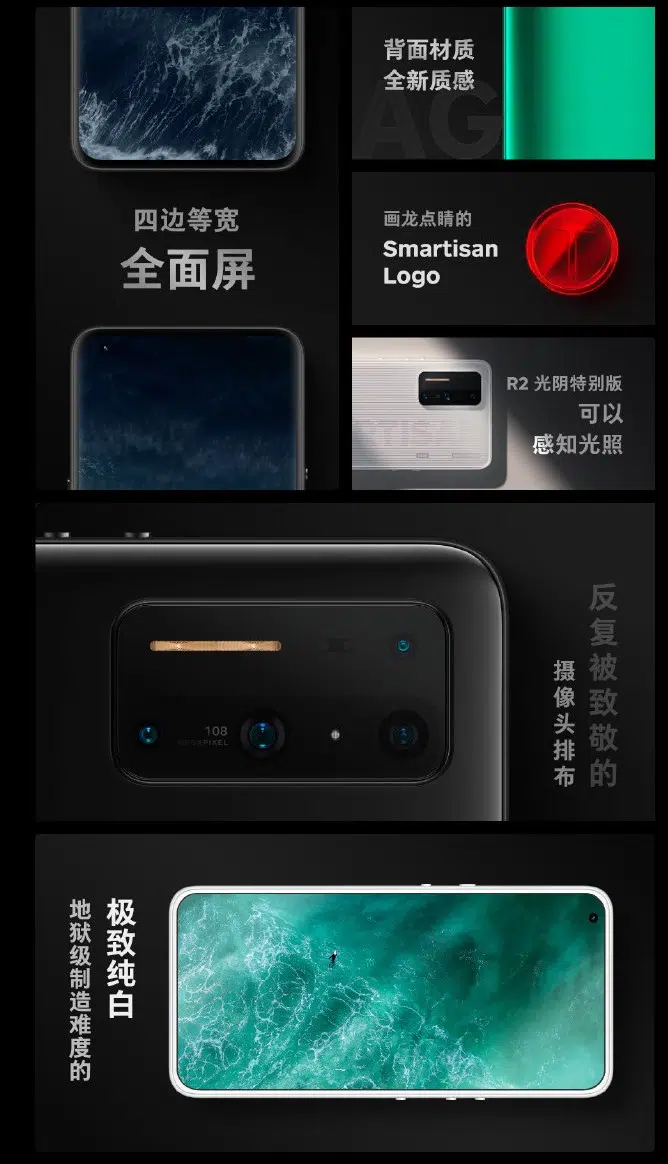 四边等宽
全面屏
背面材质
全新质感
AG
画龙点睛的
Smartisan
Logo
R2 光阴特别版
可以
感知光照
反复被致敬的
摄像头排布
108
MEGAPIXEL
极致纯白
地狱级制造难度的